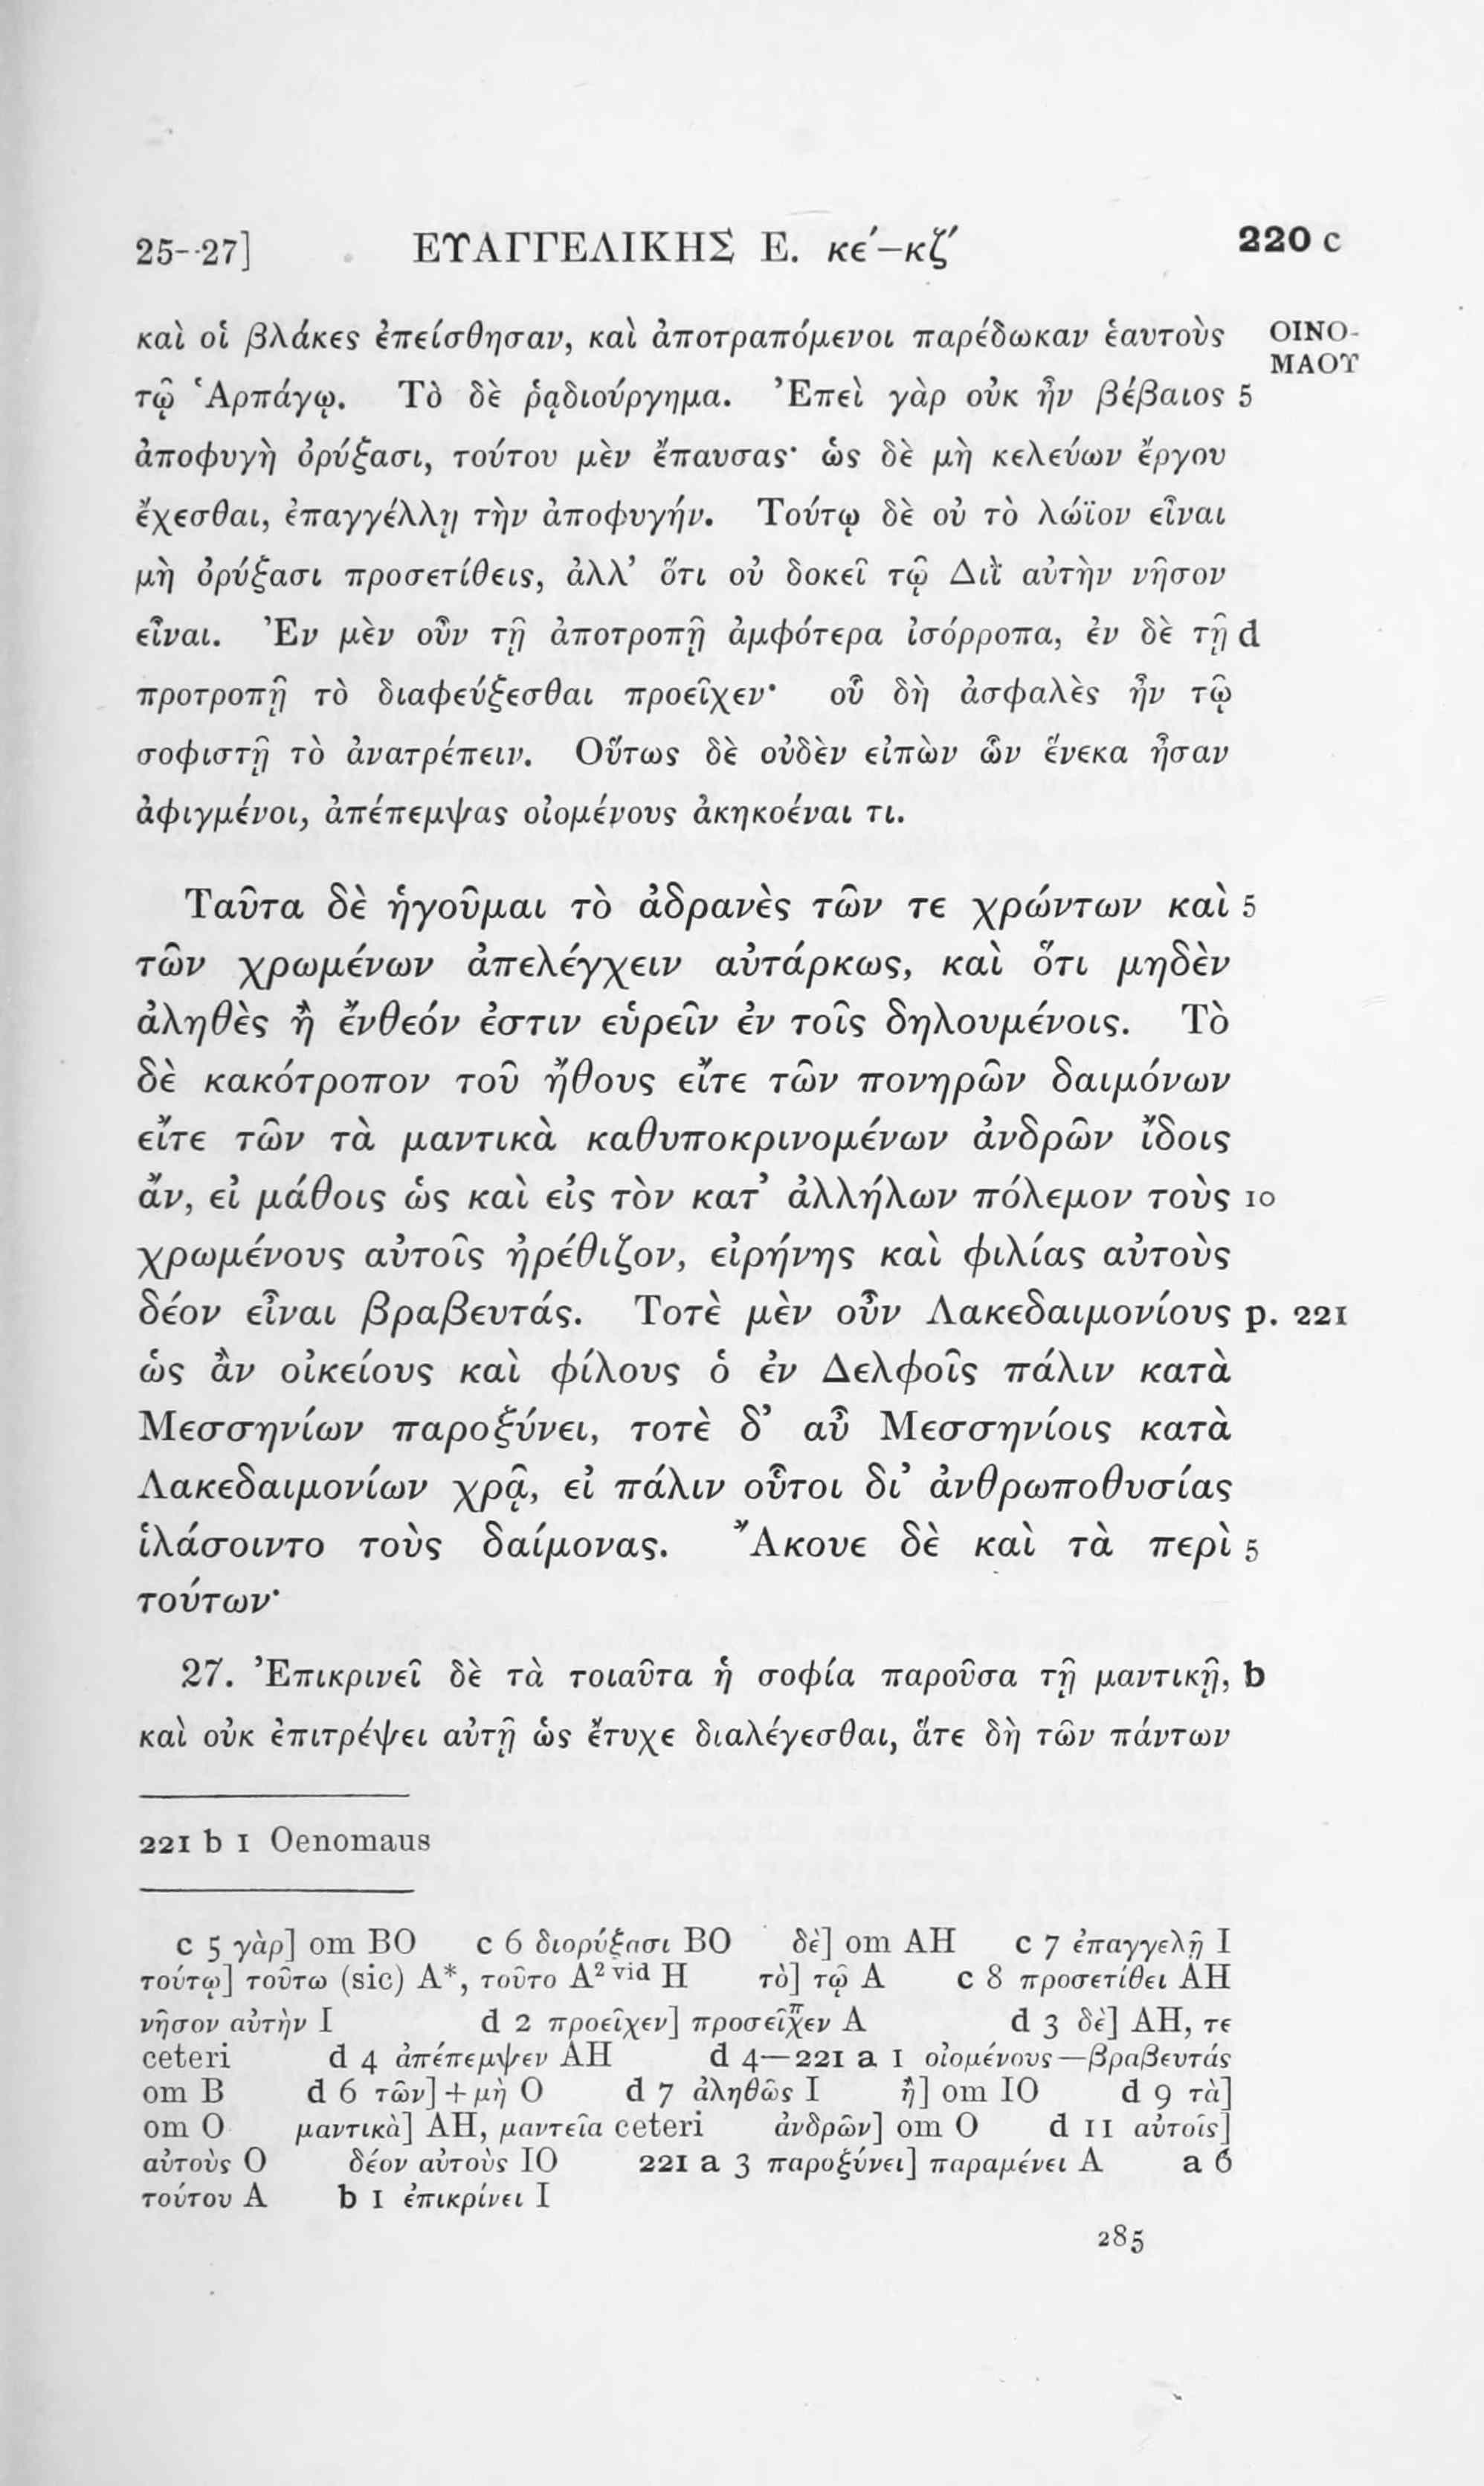 25--27] ΕΥΑΓΓΕΛΙΚΗΣ Ε. κε′–κζ′ 220 c
καὶ οἱ βλάκες ἐπείσθησαν, καὶ ἀποτραπόμενοι παρέδωκαν ἑαυτοὺς ΟΙΝΟ-
ΜΑΟΥ
τῷ Ἁρπάγῳ. Τὸ δὲ ῥᾳδιούργημα. Ἐπεὶ γὰρ οὐκ ἦν βέβαιος 5
ἀποφυγὴ ὀρύξασι, τούτου μὲν ἔπαυσας· ὡς δὲ μὴ κελεύων ἔργου
ἔχεσθαι, ἐπαγγέλλῃ τὴν ἀποφυγήν. Τούτῳ δὲ οὐ τὸ λώϊον εἶναι
μὴ ὀρύξασι προσετίθεις, ἀλλ’ ὅτι οὐ δοκεῖ τῷ Διῒ αὐτὴν νῆσον
εἶναι. Ἐν μὲν οὖν τῇ ἀποτροπῇ ἀμφότερα ἰσόρροπα, ἐν δὲ τῇ d
προτροπῇ τὸ διαφεύξεσθαι προεῖχεν· οὗ δὴ ἀσφαλὲς ἦν τῷ
σοφιστῇ τὸ ἀνατρέπειν. Οὕτως δὲ οὐδὲν εἰπὼν ὧν ἕνεκα ἦσαν
ἀφιγμένοι, ἀπέπεμψας οἰομένους ἀκηκοέναι τι.
Ταῦτα δὲ ἡγοῦμαι τὸ ἀδρανὲς τῶν τε χρώντων καὶ 5
τῶν χρωμένων ἀπελέγχειν αὐτάρκως, καὶ ὅτι μηδὲν
ἀληθὲς ἢ ἔνθεόν ἐστιν εὑρεῖν ἐν τοῖς δηλουμένοις. Τὸ
δὲ κακότροπον τοῦ ἤθους εἴτε τῶν πονηρῶν δαιμόνων
εἴτε τῶν τὰ μαντικὰ καθυποκρινομένων ἀνδρῶν ἴδοις
ἄν, εἰ μάθοις ὡς καὶ εἰς τὸν κατ’ ἀλλήλων πόλεμον τοὺς 10
χρωμένους αὐτοῖς ἠρέθιζον, εἰρήνης καὶ φιλίας αὐτοὺς
δέον εἶναι βραβευτάς. Τοτὲ μὲν οὖν Λακεδαιμονίους p. 221
ὡς ἂν οἰκείους καὶ φίλους ὁ ἐν Δελφοῖς πάλιν κατὰ
Μεσσηνίων παροξύνει, τοτὲ δ’ αὖ Μεσσηνίοις κατὰ
Λακεδαιμονίων χρᾷ, εἰ πάλιν οὗτοι δι’ ἀνθρωποθυσίας
ἱλάσοιντο τοὺς δαίμονας. Ἄκουε δὲ καὶ τὰ περὶ 5
τούτων·
27. Ἐπικρινεῖ δὲ τὰ τοιαῦτα ἡ σοφία παροῦσα τῇ μαντικῇ, b
καὶ οὐκ ἐπιτρέψει αὐτῇ ὡς ἔτυχε διαλέγεσθαι, ἅτε δὴ τῶν πάντων
221 b 1 Oenomaus
c 5 γὰρ] om BO c 6 διορύξασι BO δὲ] om AH c 7 ἐπαγγελῇ I
τούτῳ] τοῦτω (sic) A*, τοῦτο A² vid H τὸ] τῷ A c 8 προσετίθει AH
νῆσον αὐτὴν I d 2 προεῖχεν] προσεῖχ̈π̈εν A d 3 δὲ] AH, τε
ceteri d 4 ἀπέπεμψεν AH d 4—221 a 1 οἰομένους—βραβευτάς
om B d 6 τῶν]+μὴ O d 7 ἀληθῶς I ἢ] om IO d 9 τὰ]
om O μαντικὰ] AH, μαντεῖα ceteri ἀνδρῶν] om O d 11 αὐτοῖς]
αὐτοὺς O δέον αὐτοὺς IO 221 a 3 παροξύνει] παραμένει A a 6
τούτου A b 1 ἐπικρίνει I
285